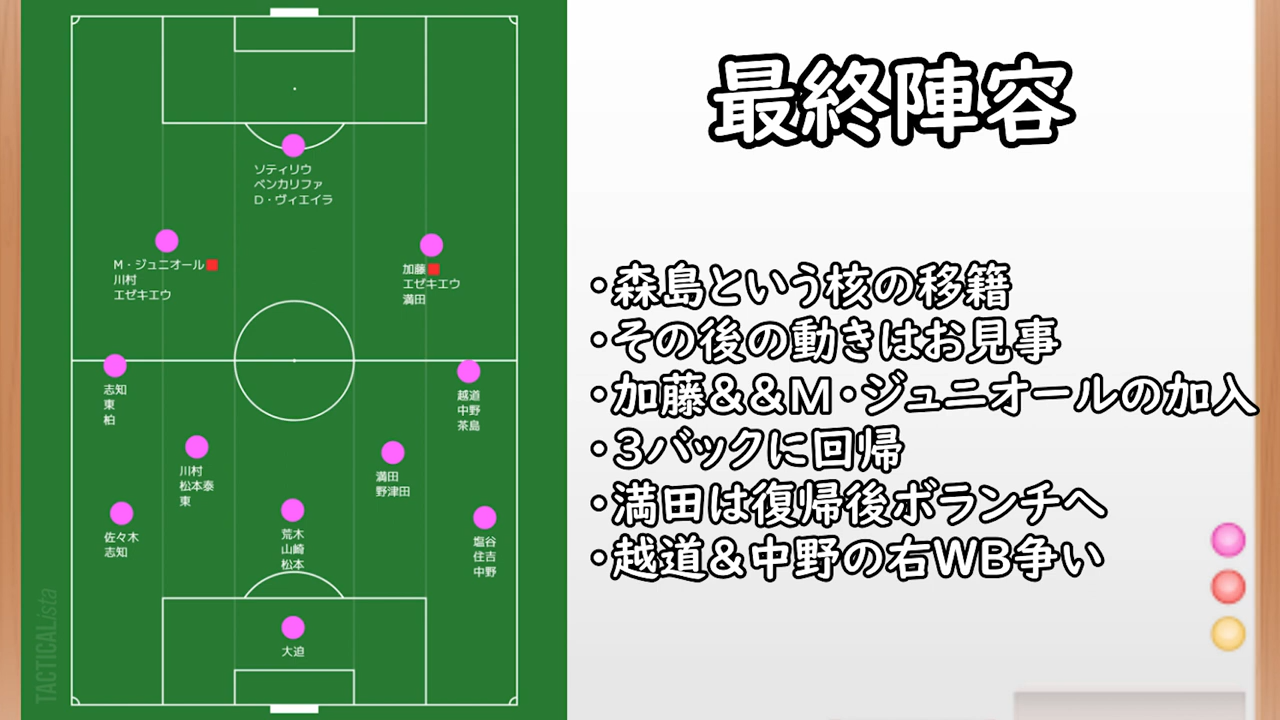 最終陣容
ソティリウ
ベンカリファ
D・ヴィエイラ
M・ジュニオール
川村
エゼキエウ
加藤
エゼキエウ
満田
志知
東
柏
越道
中野
茶島
川村
松本泰
東
満田
野津田
佐々木
志知
荒木
山崎
松本
塩谷
住吉
中野
大迫
TACTICALista
・森島という核の移籍
・その後の動きはお見事
・加藤&&M・ジュニオールの加入
・3バックに回帰
・満田は復帰後ボランチへ
・越道&中野の右WB争い